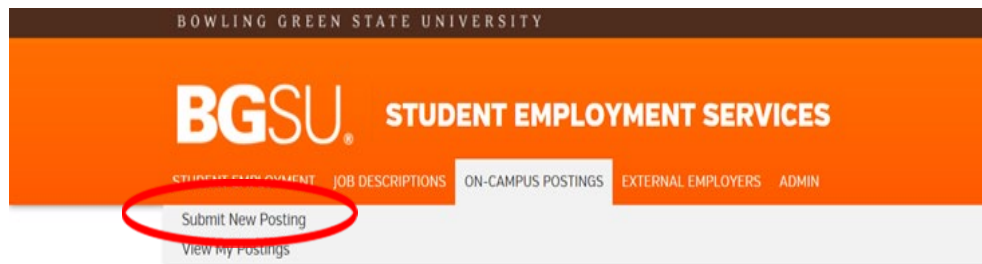 BOWLING GREEN STATE UNIVERSITY
BGSU® STUDENT EMPLOYMENT SERVICES
STUDENT EMPLOYMENT JOB DESCRIPTIONS ON-CAMPUS POSTINGS EXTERNAL EMPLOYERS ADMIN
Submit New Posting
View My Postings